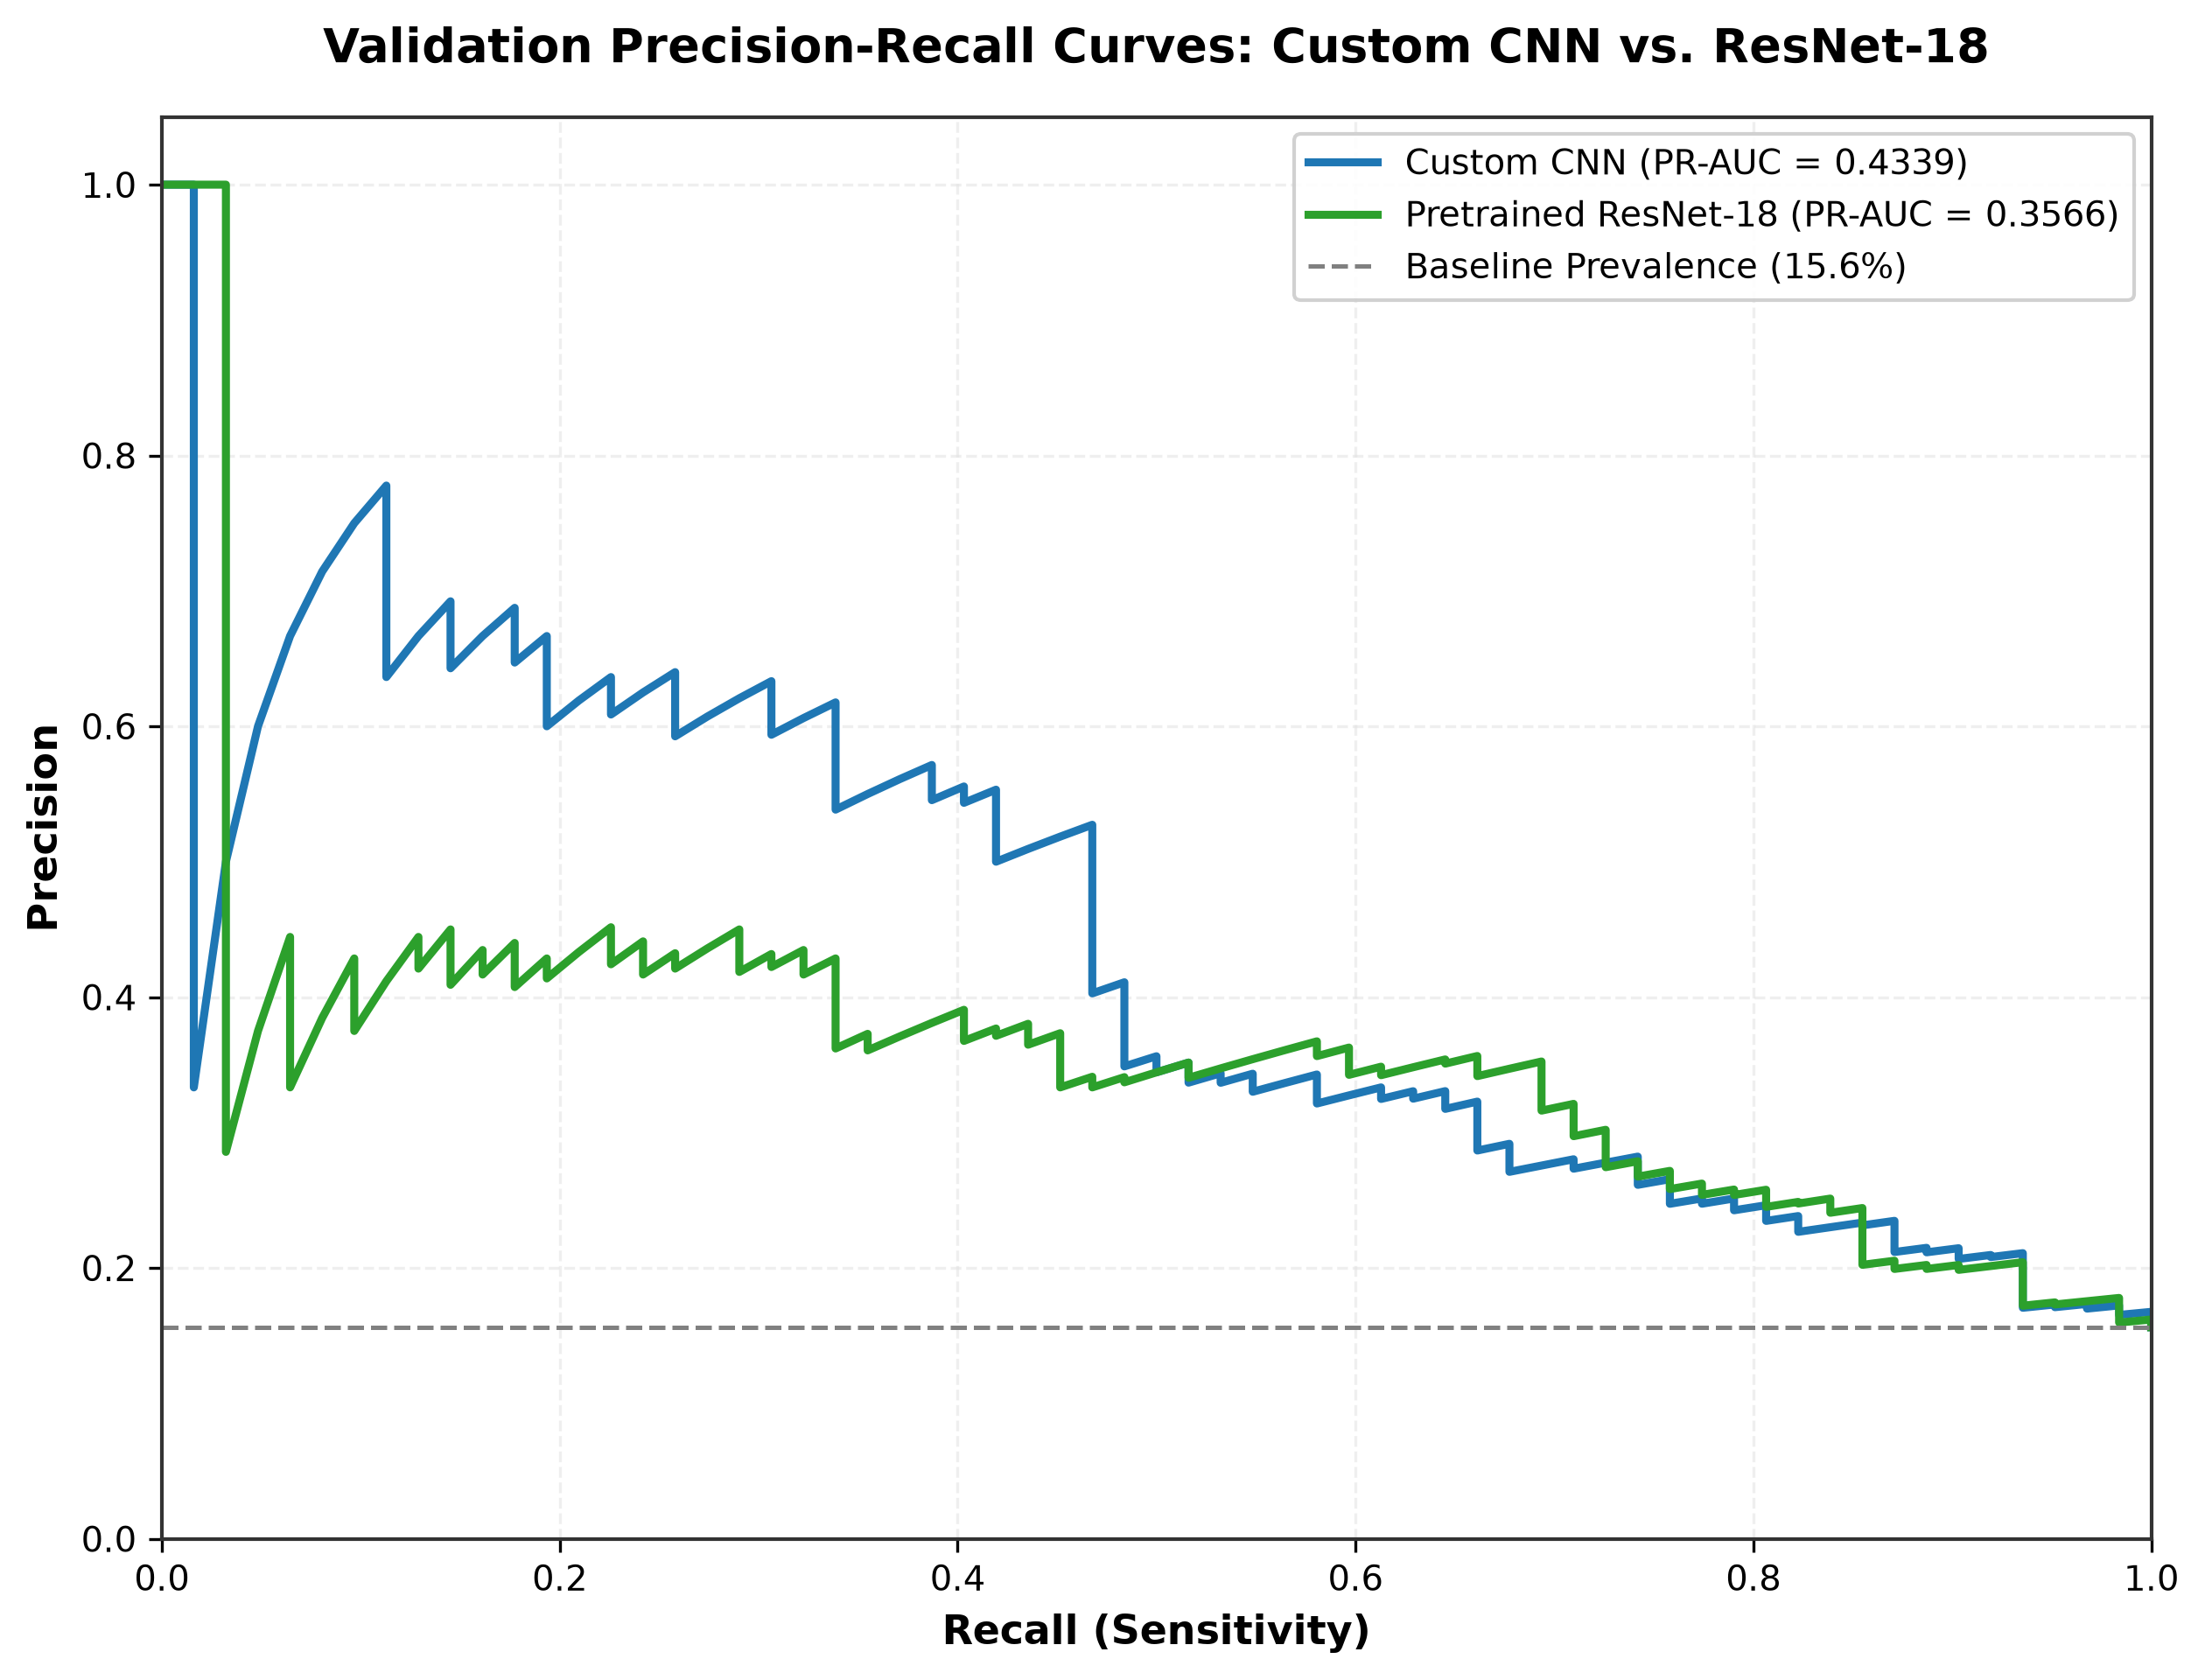 Validation Precision-Recall Curves: Custom CNN vs. ResNet-18
Custom CNN (PR-AUC = 0.4339)
Pretrained ResNet-18 (PR-AUC = 0.3566)
Baseline Prevalence (15.6%)
Precision
1.0
0.8
0.6
0.4
0.2
0.0
0.0 0.2 0.4 0.6 0.8 1.0
Recall (Sensitivity)